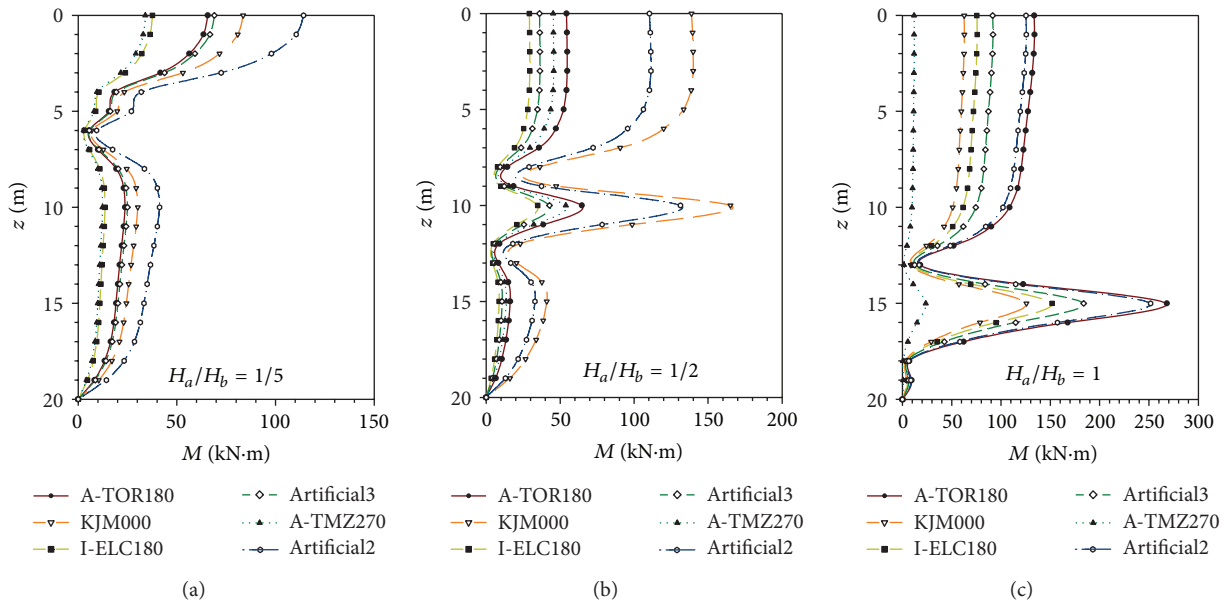 0
5
10
15
20
z (m)
0 50 100 150
M (kN·m)
H_a/H_b = 1/5
A-TOR180
KJM000
I-ELC180
Artificial3
A-TMZ270
Artificial2
(a)
0
5
10
15
20
z (m)
0 50 100 150 200
M (kN·m)
H_a/H_b = 1/2
A-TOR180
KJM000
I-ELC180
Artificial3
A-TMZ270
Artificial2
(b)
0
5
10
15
20
z (m)
0 50 100 150 200 250 300
M (kN·m)
H_a/H_b = 1
A-TOR180
KJM000
I-ELC180
Artificial3
A-TMZ270
Artificial2
(c)